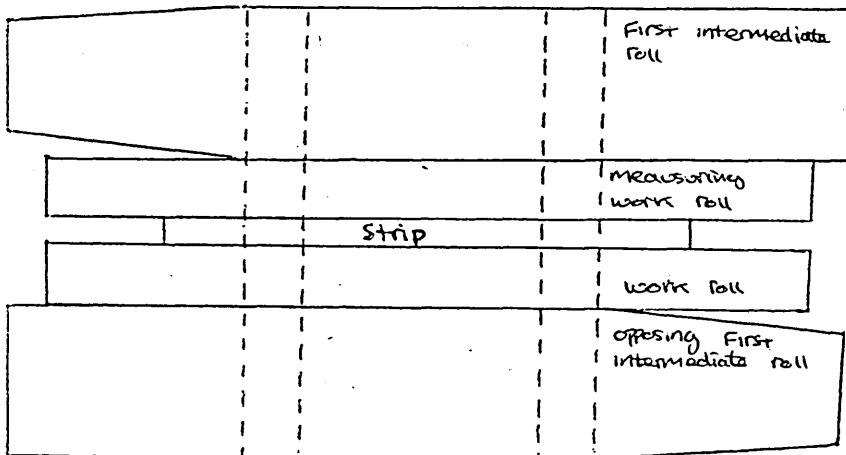 First intermediate
roll
measuring
work roll
Strip
work roll
opposing First
intermediate roll